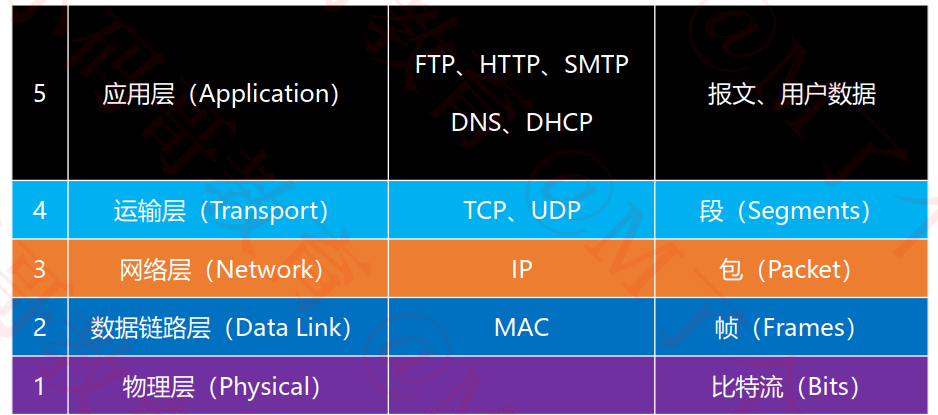 5 应用层（Application） FTP、HTTP、SMTP 报文、用户数据
DNS、DHCP
4 运输层（Transport） TCP、UDP 段（Segments）
3 网络层（Network） IP 包（Packet）
2 数据链路层（Data Link） MAC 帧（Frames）
1 物理层（Physical） 比特流（Bits）